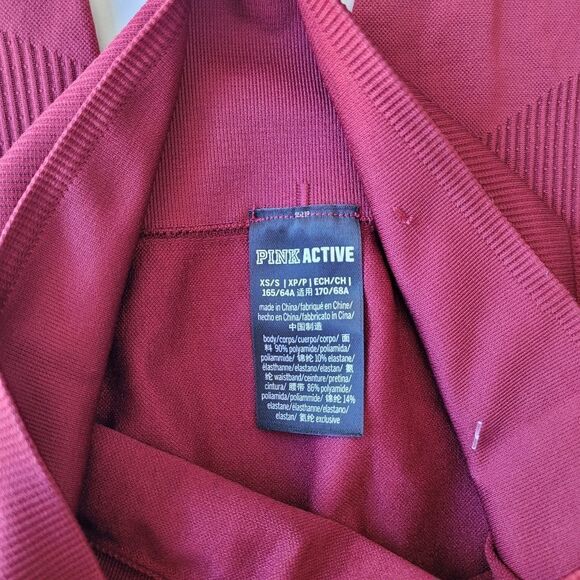 PINK ACTIVE
XS/S | XP/P | ECH/CH |
165/64A 适用 170/68A
made in China/fabriqué en Chine/
hecho en China/fabbricato in Cina/
中国制造
body/corps/cuerpo/corpo/ 面
料 90% polyamide/poliamida/
poliammide/ 锦纶 10% elastane/
élasthanne/elastano/elastan/ 氨
纶 waistband/ceinture/pretina/
cintura/ 腰带 86% polyamide/
poliamida/poliammide/ 锦纶 14%
elastane/élasthanne/elastano/
elastan/ 氨纶 exclusive